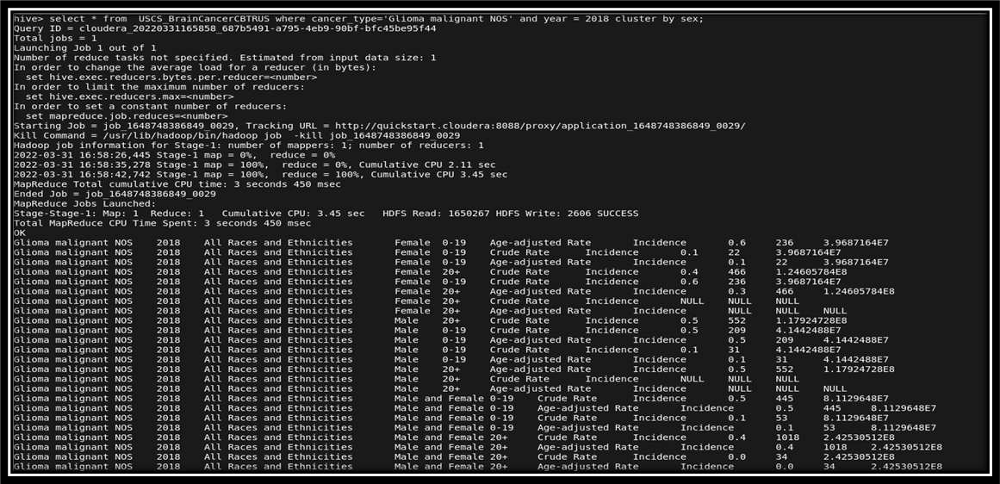 hive> select * from  USCS_BrainCancerCBTRUS where cancer_type='Glioma malignant NOS' and year = 2018 cluster by sex;
Query ID = cloudera_20220331165858_687b5491-a795-4eb9-90bf-bfc45be95f44
Total jobs = 1
Launching Job 1 out of 1
Number of reduce tasks not specified. Estimated from input data size: 1
In order to change the average load for a reducer (in bytes):
  set hive.exec.reducers.bytes.per.reducer=<number>
In order to limit the maximum number of reducers:
  set hive.exec.reducers.max=<number>
In order to set a constant number of reducers:
  set mapreduce.job.reduces=<number>
Starting Job = job_1648748386849_0029, Tracking URL = http://quickstart.cloudera:8088/proxy/application_1648748386849_0029/
Kill Command = /usr/lib/hadoop/bin/hadoop job  -kill job_1648748386849_0029
Hadoop job information for Stage-1: number of mappers: 1; number of reducers: 1
2022-03-31 16:58:26,445 Stage-1 map = 0%,  reduce = 0%
2022-03-31 16:58:35,278 Stage-1 map = 100%,  reduce = 0%, Cumulative CPU 2.11 sec
2022-03-31 16:58:42,742 Stage-1 map = 100%,  reduce = 100%, Cumulative CPU 3.45 sec
MapReduce Total cumulative CPU time: 3 seconds 450 msec
Ended Job = job_1648748386849_0029
MapReduce Jobs Launched:
Stage-Stage-1: Map: 1  Reduce: 1   Cumulative CPU: 3.45 sec   HDFS Read: 1650267 HDFS Write: 2606 SUCCESS
Total MapReduce CPU Time Spent: 3 seconds 450 msec
OK
Glioma malignant NOS	2018	All Races and Ethnicities	Female	0-19	Age-adjusted Rate	Incidence	0.6	236	3.9687164E7
Glioma malignant NOS	2018	All Races and Ethnicities	Female	0-19	Crude Rate	Incidence	0.1	22	3.9687164E7
Glioma malignant NOS	2018	All Races and Ethnicities	Female	0-19	Age-adjusted Rate	Incidence	0.1	22	3.9687164E7
Glioma malignant NOS	2018	All Races and Ethnicities	Female	20+	Crude Rate	Incidence	0.4	466	1.24605784E8
Glioma malignant NOS	2018	All Races and Ethnicities	Female	0-19	Crude Rate	Incidence	0.6	236	3.9687164E7
Glioma malignant NOS	2018	All Races and Ethnicities	Female	20+	Age-adjusted Rate	Incidence	0.3	466	1.24605784E8
Glioma malignant NOS	2018	All Races and Ethnicities	Female	20+	Crude Rate	Incidence	NULL	NULL	NULL
Glioma malignant NOS	2018	All Races and Ethnicities	Female	20+	Age-adjusted Rate	Incidence	NULL	NULL	NULL
Glioma malignant NOS	2018	All Races and Ethnicities	Male	20+	Crude Rate	Incidence	0.5	552	1.17924728E8
Glioma malignant NOS	2018	All Races and Ethnicities	Male	0-19	Crude Rate	Incidence	0.5	209	4.1442488E7
Glioma malignant NOS	2018	All Races and Ethnicities	Male	0-19	Age-adjusted Rate	Incidence	0.5	209	4.1442488E7
Glioma malignant NOS	2018	All Races and Ethnicities	Male	0-19	Crude Rate	Incidence	0.1	31	4.1442488E7
Glioma malignant NOS	2018	All Races and Ethnicities	Male	0-19	Age-adjusted Rate	Incidence	0.1	31	4.1442488E7
Glioma malignant NOS	2018	All Races and Ethnicities	Male	20+	Age-adjusted Rate	Incidence	0.5	552	1.17924728E8
Glioma malignant NOS	2018	All Races and Ethnicities	Male	20+	Crude Rate	Incidence	NULL	NULL	NULL
Glioma malignant NOS	2018	All Races and Ethnicities	Male	20+	Age-adjusted Rate	Incidence	NULL	NULL	NULL
Glioma malignant NOS	2018	All Races and Ethnicities	Male and Female	0-19	Crude Rate	Incidence	0.5	445	8.1129648E7
Glioma malignant NOS	2018	All Races and Ethnicities	Male and Female	0-19	Age-adjusted Rate	Incidence	0.5	445	8.1129648E7
Glioma malignant NOS	2018	All Races and Ethnicities	Male and Female	0-19	Crude Rate	Incidence	0.1	53	8.1129648E7
Glioma malignant NOS	2018	All Races and Ethnicities	Male and Female	0-19	Age-adjusted Rate	Incidence	0.1	53	8.1129648E7
Glioma malignant NOS	2018	All Races and Ethnicities	Male and Female	20+	Crude Rate	Incidence	0.4	1018	2.42530512E8
Glioma malignant NOS	2018	All Races and Ethnicities	Male and Female	20+	Age-adjusted Rate	Incidence	0.4	1018	2.42530512E8
Glioma malignant NOS	2018	All Races and Ethnicities	Male and Female	20+	Crude Rate	Incidence	0.0	34	2.42530512E8
Glioma malignant NOS	2018	All Races and Ethnicities	Male and Female	20+	Age-adjusted Rate	Incidence	0.0	34	2.42530512E8